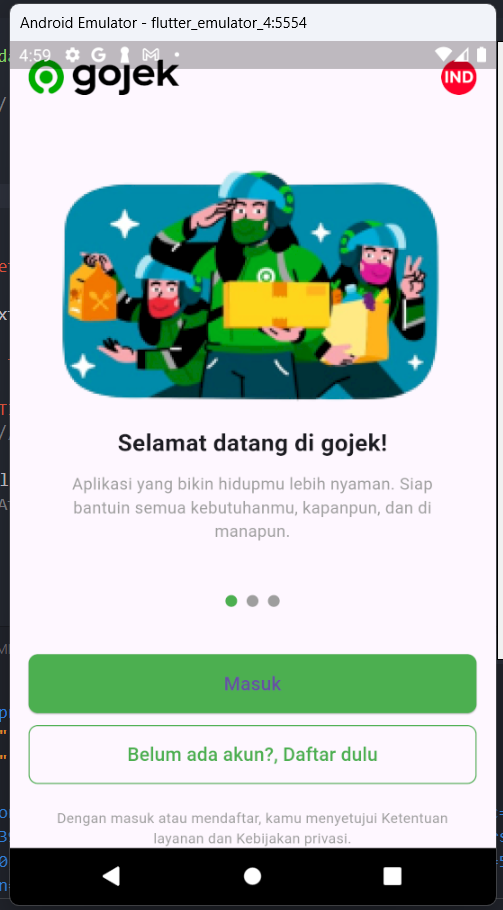 Android Emulator - flutter_emulator_4:5554
4:59
gojek
IND
Selamat datang di gojek!
Aplikasi yang bikin hidupmu lebih nyaman. Siap
bantuin semua kebutuhanmu, kapanpun, dan di
manapun.
Masuk
Belum ada akun?, Daftar dulu
Dengan masuk atau mendaftar, kamu menyetujui Ketentuan
layanan dan Kebijakan privasi.